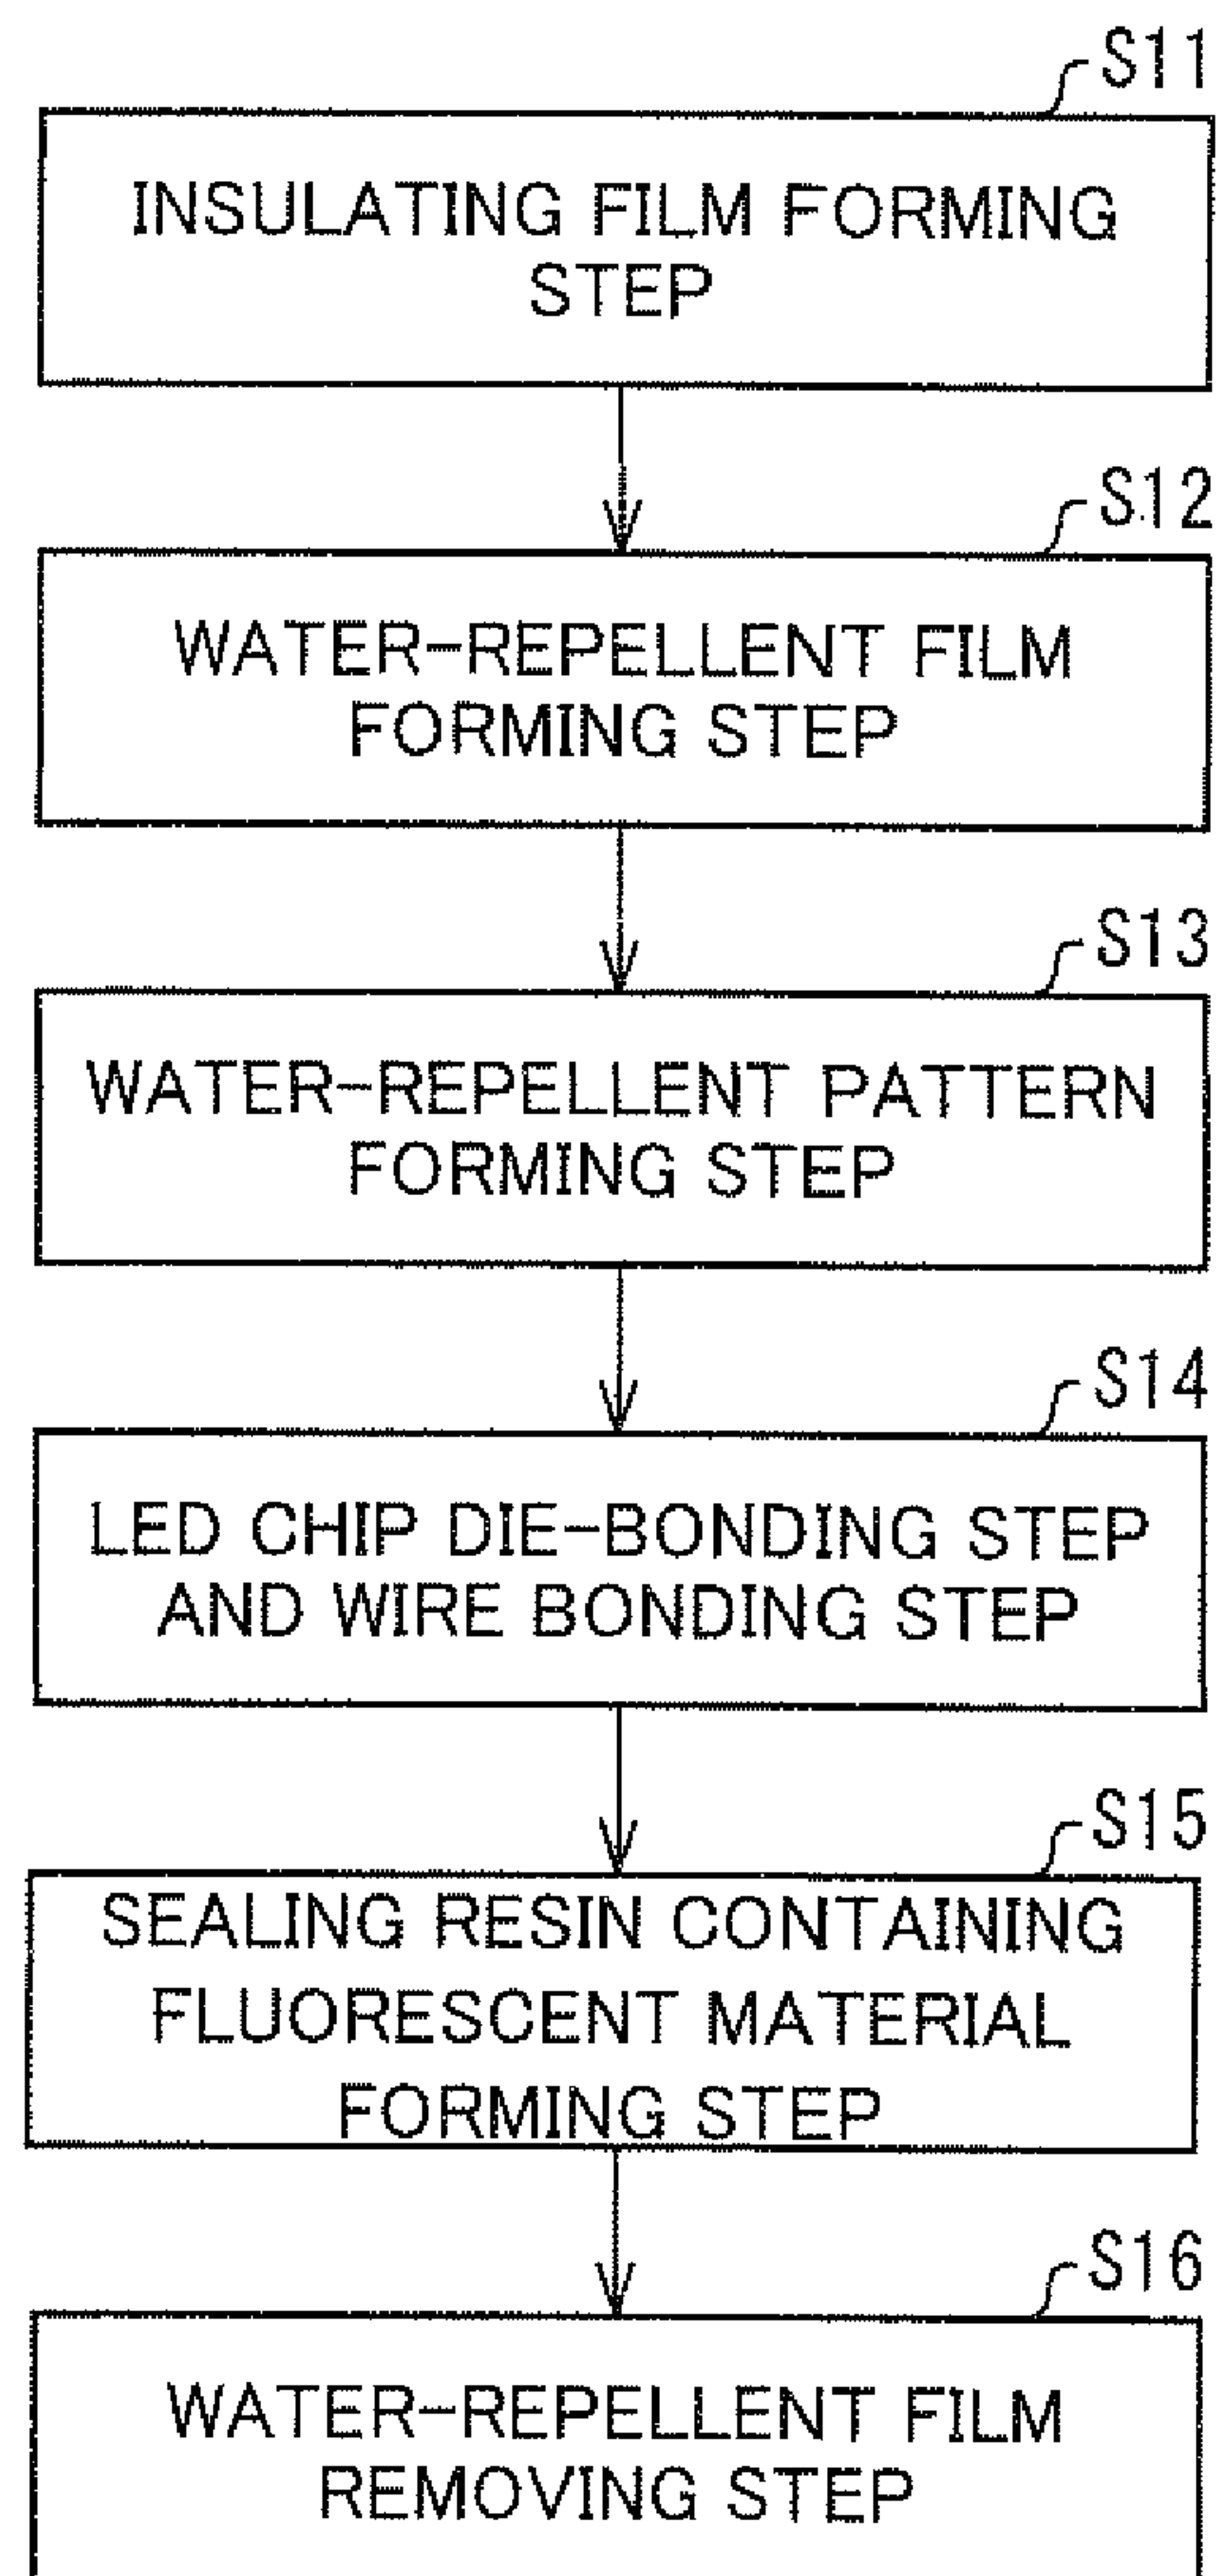 S11
INSULATING FILM FORMING
STEP
S12
WATER-REPELLENT FILM
FORMING STEP
S13
WATER-REPELLENT PATTERN
FORMING STEP
S14
LED CHIP DIE-BONDING STEP
AND WIRE BONDING STEP
S15
SEALING RESIN CONTAINING
FLUORESCENT MATERIAL
FORMING STEP
S16
WATER-REPELLENT FILM
REMOVING STEP